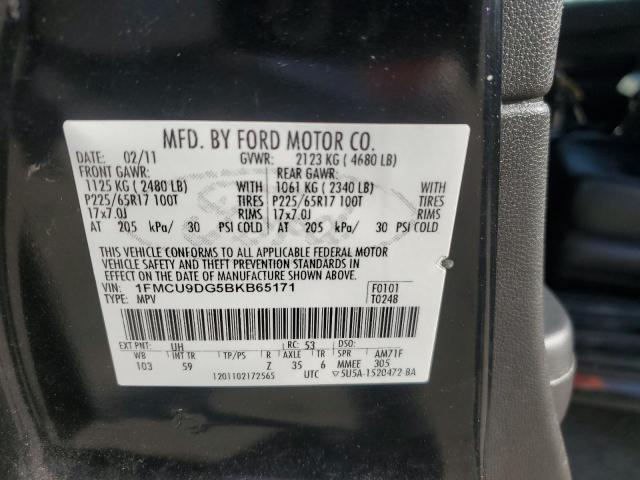 MFD. BY FORD MOTOR CO.
DATE: 02/11 GVWR: 2123 KG ( 4680 LB)
FRONT GAWR: REAR GAWR:
1125 KG ( 2480 LB) WITH 1061 KG ( 2340 LB) WITH
P225/65R17 100T TIRES P225/65R17 100T TIRES
17x7.0J RIMS 17x7.0J RIMS
AT 205 kPa/ 30 PSI COLD AT 205 kPa/ 30 PSI COLD
THIS VEHICLE CONFORMS TO ALL APPLICABLE FEDERAL MOTOR
VEHICLE SAFETY AND THEFT PREVENTION STANDARDS IN
EFFECT ON THE DATE OF MANUFACTURE SHOWN ABOVE.
VIN: 1FMCU9DG5BKB65171 F0101
TYPE: MPV T0248
EXT PNT: UH RC: 53 DSO:
WB INT TR TP/PS R AXLE TR SPR AM71F
103 59 Z 35 6 MMEE 305
1201102172565 UTC ▽5U5A-1520472-BA